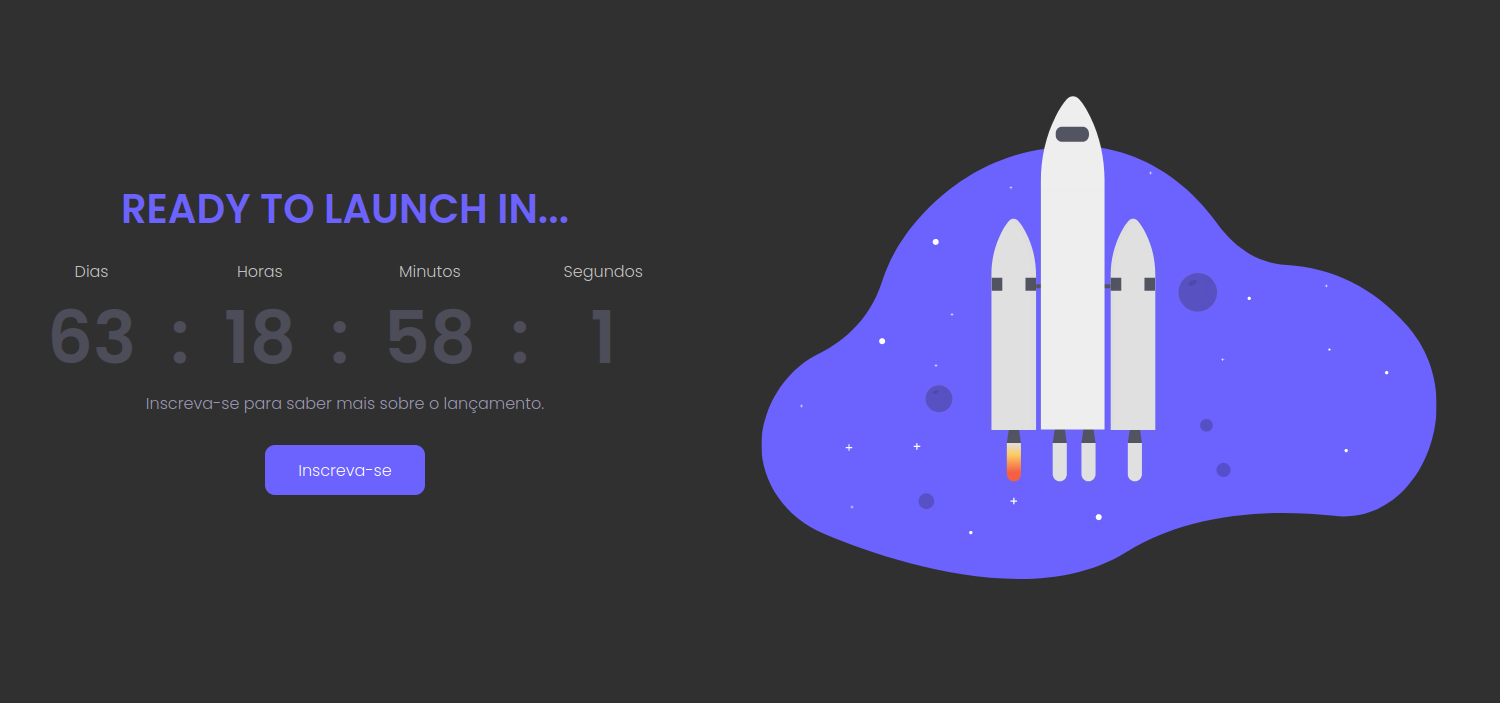 READY TO LAUNCH IN...
Dias Horas Minutos Segundos
63 : 18 : 58 : 1
Inscreva-se para saber mais sobre o lançamento.
Inscreva-se